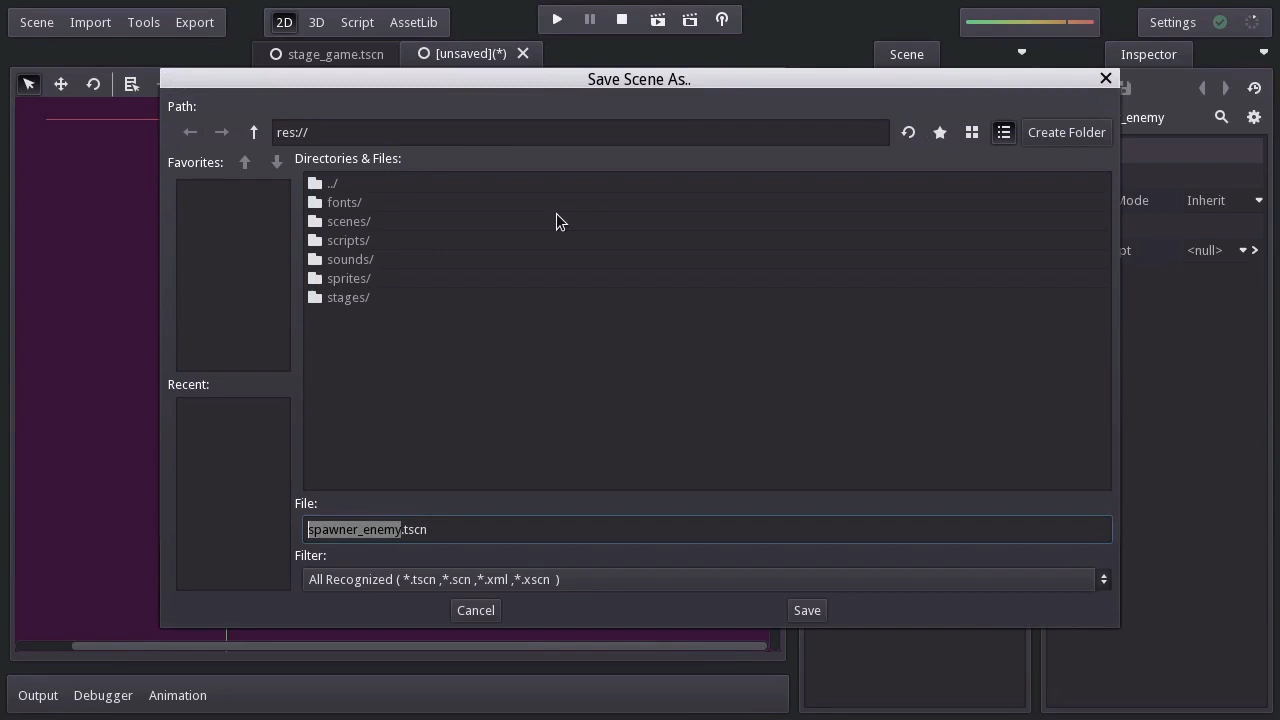 Scene Import Tools Export 2D 3D Script AssetLib Settings
stage_game.tscn [unsaved](*) Scene Inspector
Save Scene As..
Path:
res:// Create Folder _enemy
Favorites: Directories & Files:
../
fonts/ Mode Inherit
scenes/
scripts/ pt <null>
sounds/
sprites/
stages/
Recent:
File:
spawner_enemy.tscn
Filter:
All Recognized ( *.tscn ,*.scn ,*.xml ,*.xscn )
Cancel Save
Output Debugger Animation